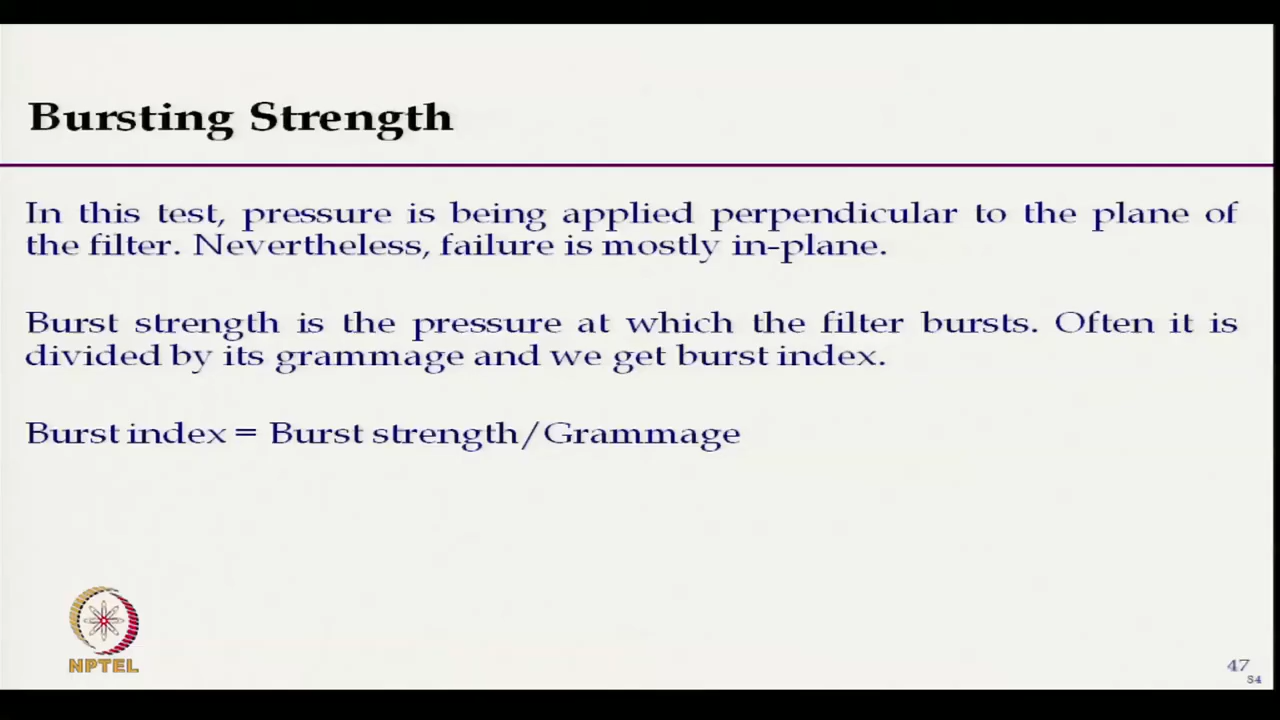 Bursting Strength
In this test, pressure is being applied perpendicular to the plane of
the filter. Nevertheless, failure is mostly in-plane.
Burst strength is the pressure at which the filter bursts. Often it is
divided by its grammage and we get burst index.
Burst index = Burst strength/Grammage
NPTEL
47
S4